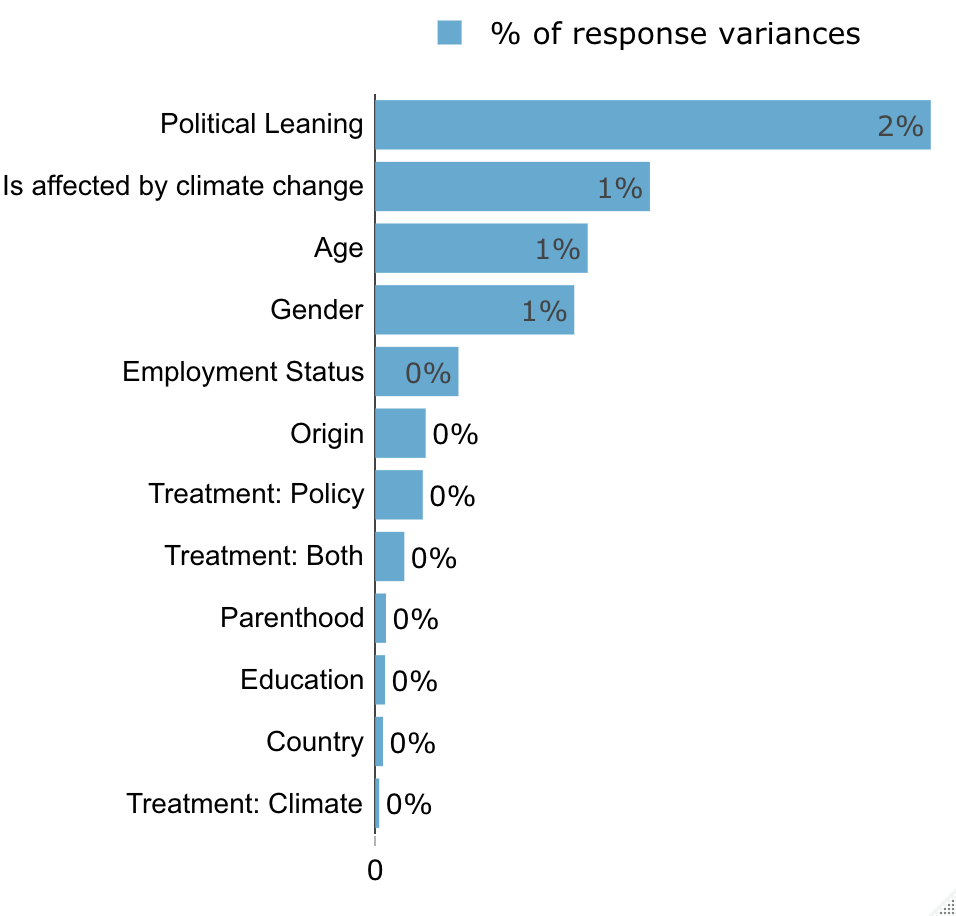 % of response variances
Political Leaning 2%
Is affected by climate change 1%
Age 1%
Gender 1%
Employment Status 0%
Origin 0%
Treatment: Policy 0%
Treatment: Both 0%
Parenthood 0%
Education 0%
Country 0%
Treatment: Climate 0%
0